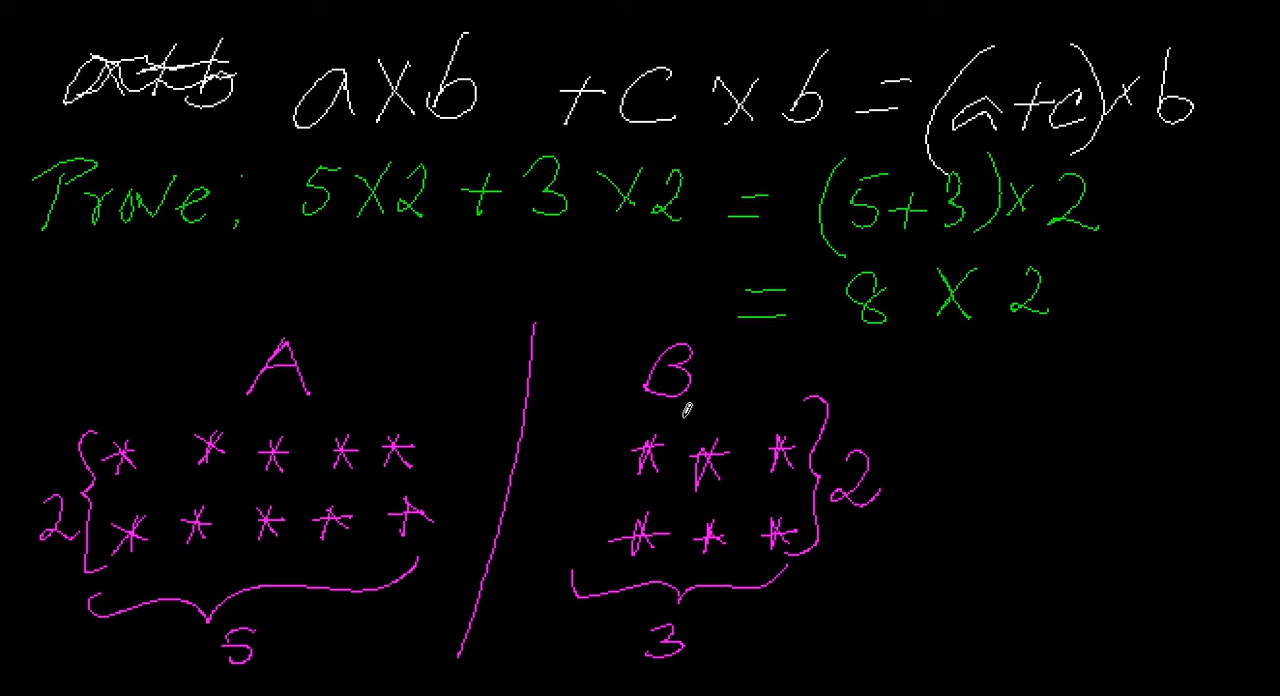 a×b + c × b = (a+c)×b
Prove: 5×2 + 3 ×2 = (5+3)×2
= 8 × 2
A B
2 * * * * * * * * 2
* * * * * * * *
5 3